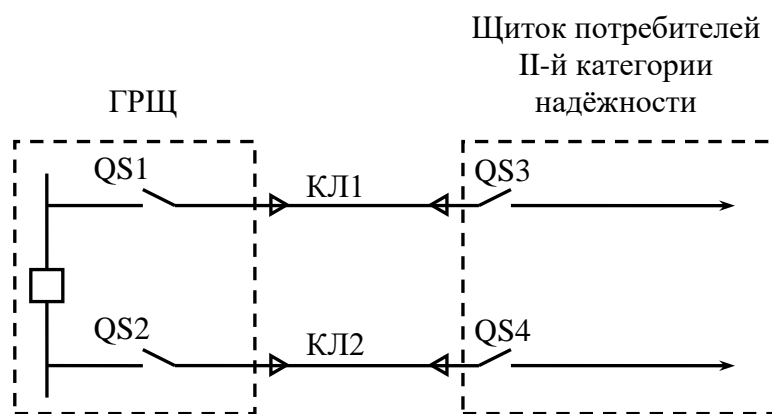 Щиток потребителей
II-й категории
надёжности
ГРЩ
QS1
КЛ1
QS3
QS2
КЛ2
QS4